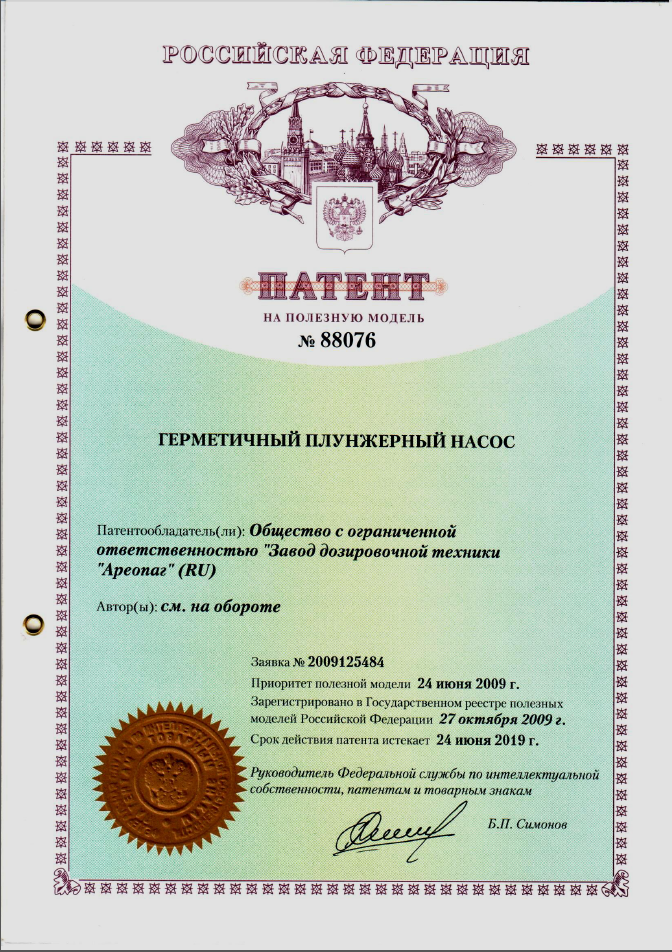 РОССИЙСКАЯ ФЕДЕРАЦИЯ
ПАТЕНТ
НА ПОЛЕЗНУЮ МОДЕЛЬ
№ 88076
ГЕРМЕТИЧНЫЙ ПЛУНЖЕРНЫЙ НАСОС
Патентообладатель(ли): Общество с ограниченной
ответственностью "Завод дозировочной техники
"Ареопаг" (RU)
Автор(ы): см. на обороте
Заявка № 2009125484
Приоритет полезной модели 24 июня 2009 г.
Зарегистрировано в Государственном реестре полезных
моделей Российской Федерации 27 октября 2009 г.
Срок действия патента истекает 24 июня 2019 г.
Руководитель Федеральной службы по интеллектуальной
собственности, патентам и товарным знакам
Б.П. Симонов